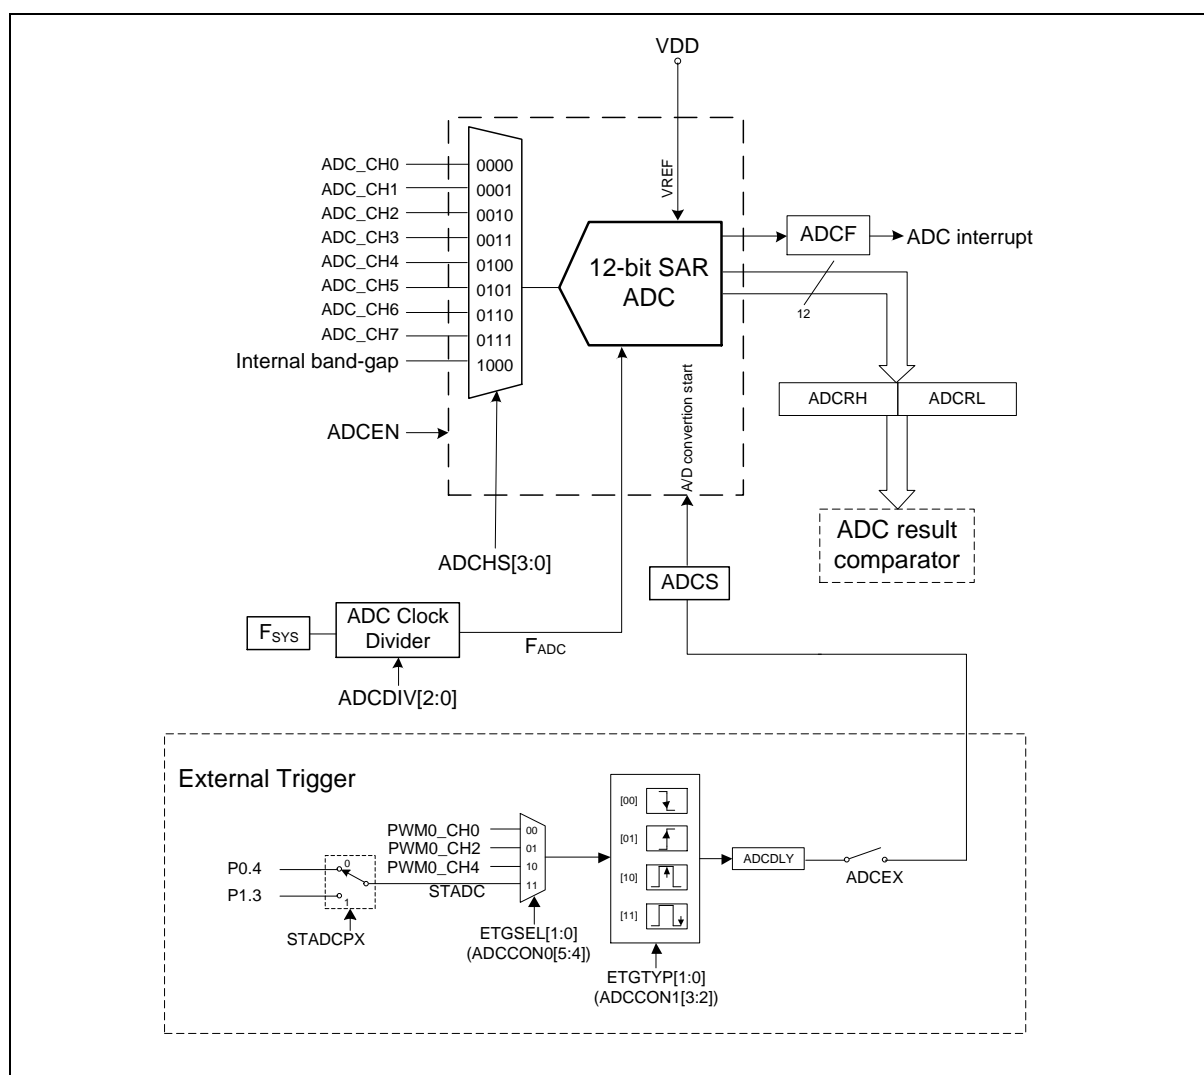 VDD
VREF
ADC_CH0
0000
ADC_CH1
0001
ADC_CH2
0010
ADC_CH3
0011
ADC_CH4
0100
ADC_CH5
0101
ADC_CH6
0110
ADC_CH7
0111
Internal band-gap
1000
12-bit SAR
ADC
ADCF
ADC interrupt
12
ADCRH
ADCRL
ADCEN
A/D convertion start
ADC result
comparator
ADCHS[3:0]
ADCS
FSYS
ADC Clock
Divider
FADC
ADCDIV[2:0]
External Trigger
PWM0_CH0
00
PWM0_CH2
01
PWM0_CH4
10
STADC
11
P0.4
0
P1.3
1
STADCPX
ETGSEL[1:0]
(ADCCON0[5:4])
[00]
[01]
[10]
[11]
ETGTYP[1:0]
(ADCCON1[3:2])
ADCDLY
ADCEX